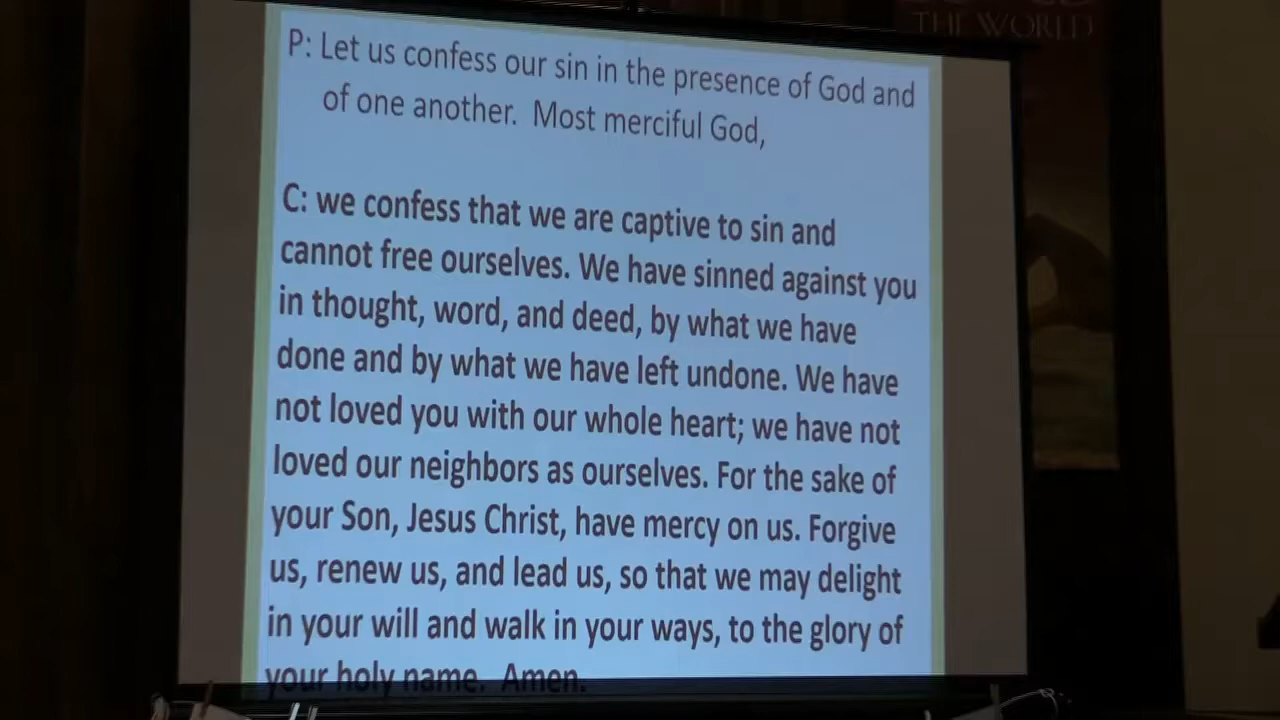 THE WORLD
P: Let us confess our sin in the presence of God and
of one another. Most merciful God,
C: we confess that we are captive to sin and
cannot free ourselves. We have sinned against you
in thought, word, and deed, by what we have
done and by what we have left undone. We have
not loved you with our whole heart; we have not
loved our neighbors as ourselves. For the sake of
your Son, Jesus Christ, have mercy on us. Forgive
us, renew us, and lead us, so that we may delight
in your will and walk in your ways, to the glory of
your holy name. Amen.